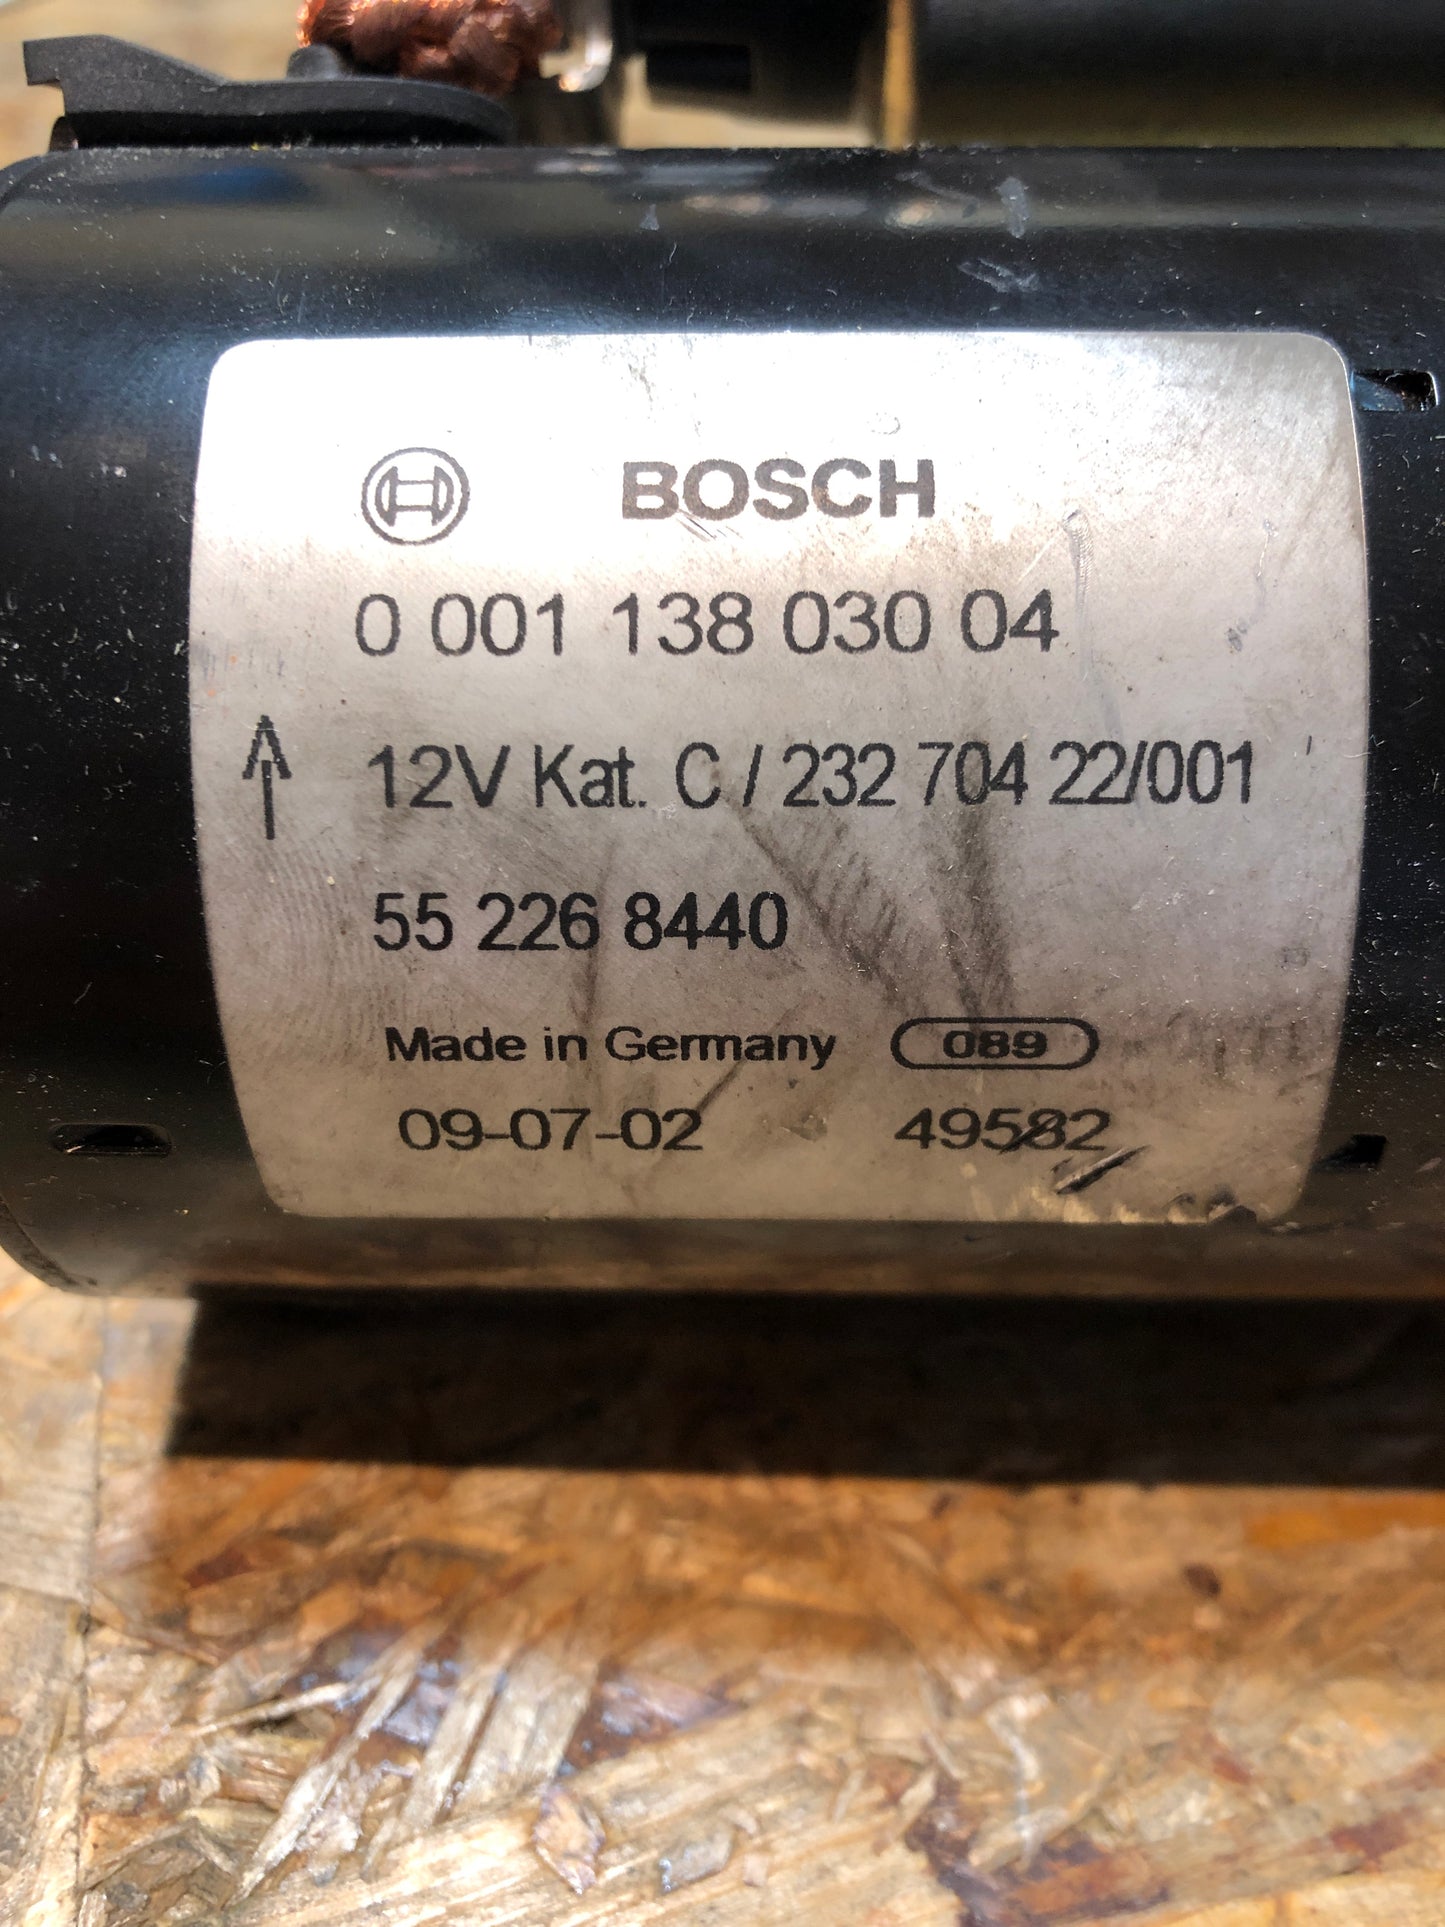 BOSCH
0 001 138 030 04
12V Kat. C / 232 704 22/001
55 226 8440
Made in Germany 089
09-07-02 49582